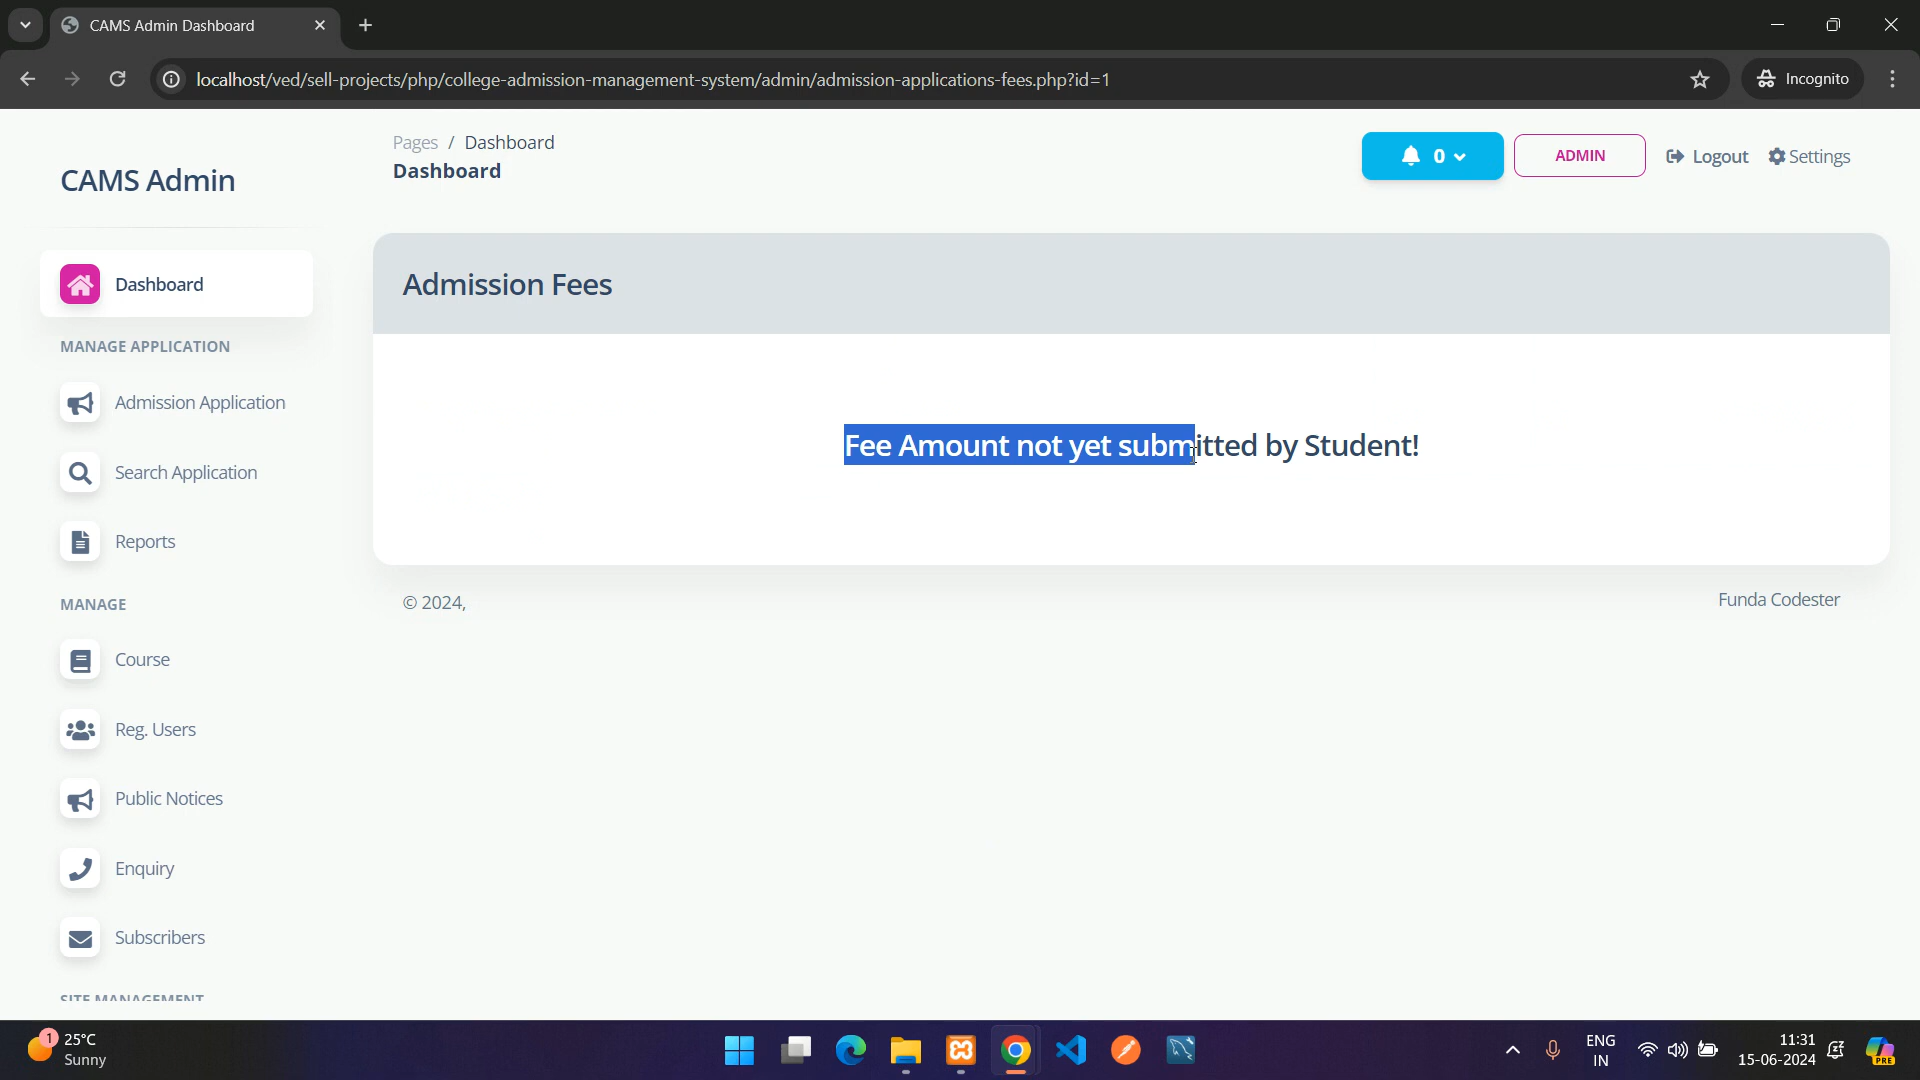 CAMS Admin Dashboard
localhost/ved/sell-projects/php/college-admission-management-system/admin/admission-applications-fees.php?id=1
Incognito
CAMS Admin
Pages / Dashboard
Dashboard
0
ADMIN
Logout
Settings
Dashboard
MANAGE APPLICATION
Admission Application
Search Application
Reports
MANAGE
Course
Reg. Users
Public Notices
Enquiry
Subscribers
SITE MANAGEMENT
Admission Fees
Fee Amount not yet submitted by Student!
© 2024,
Funda Codester
1
25°C
Sunny
ENG
IN
11:31
15-06-2024
PRE